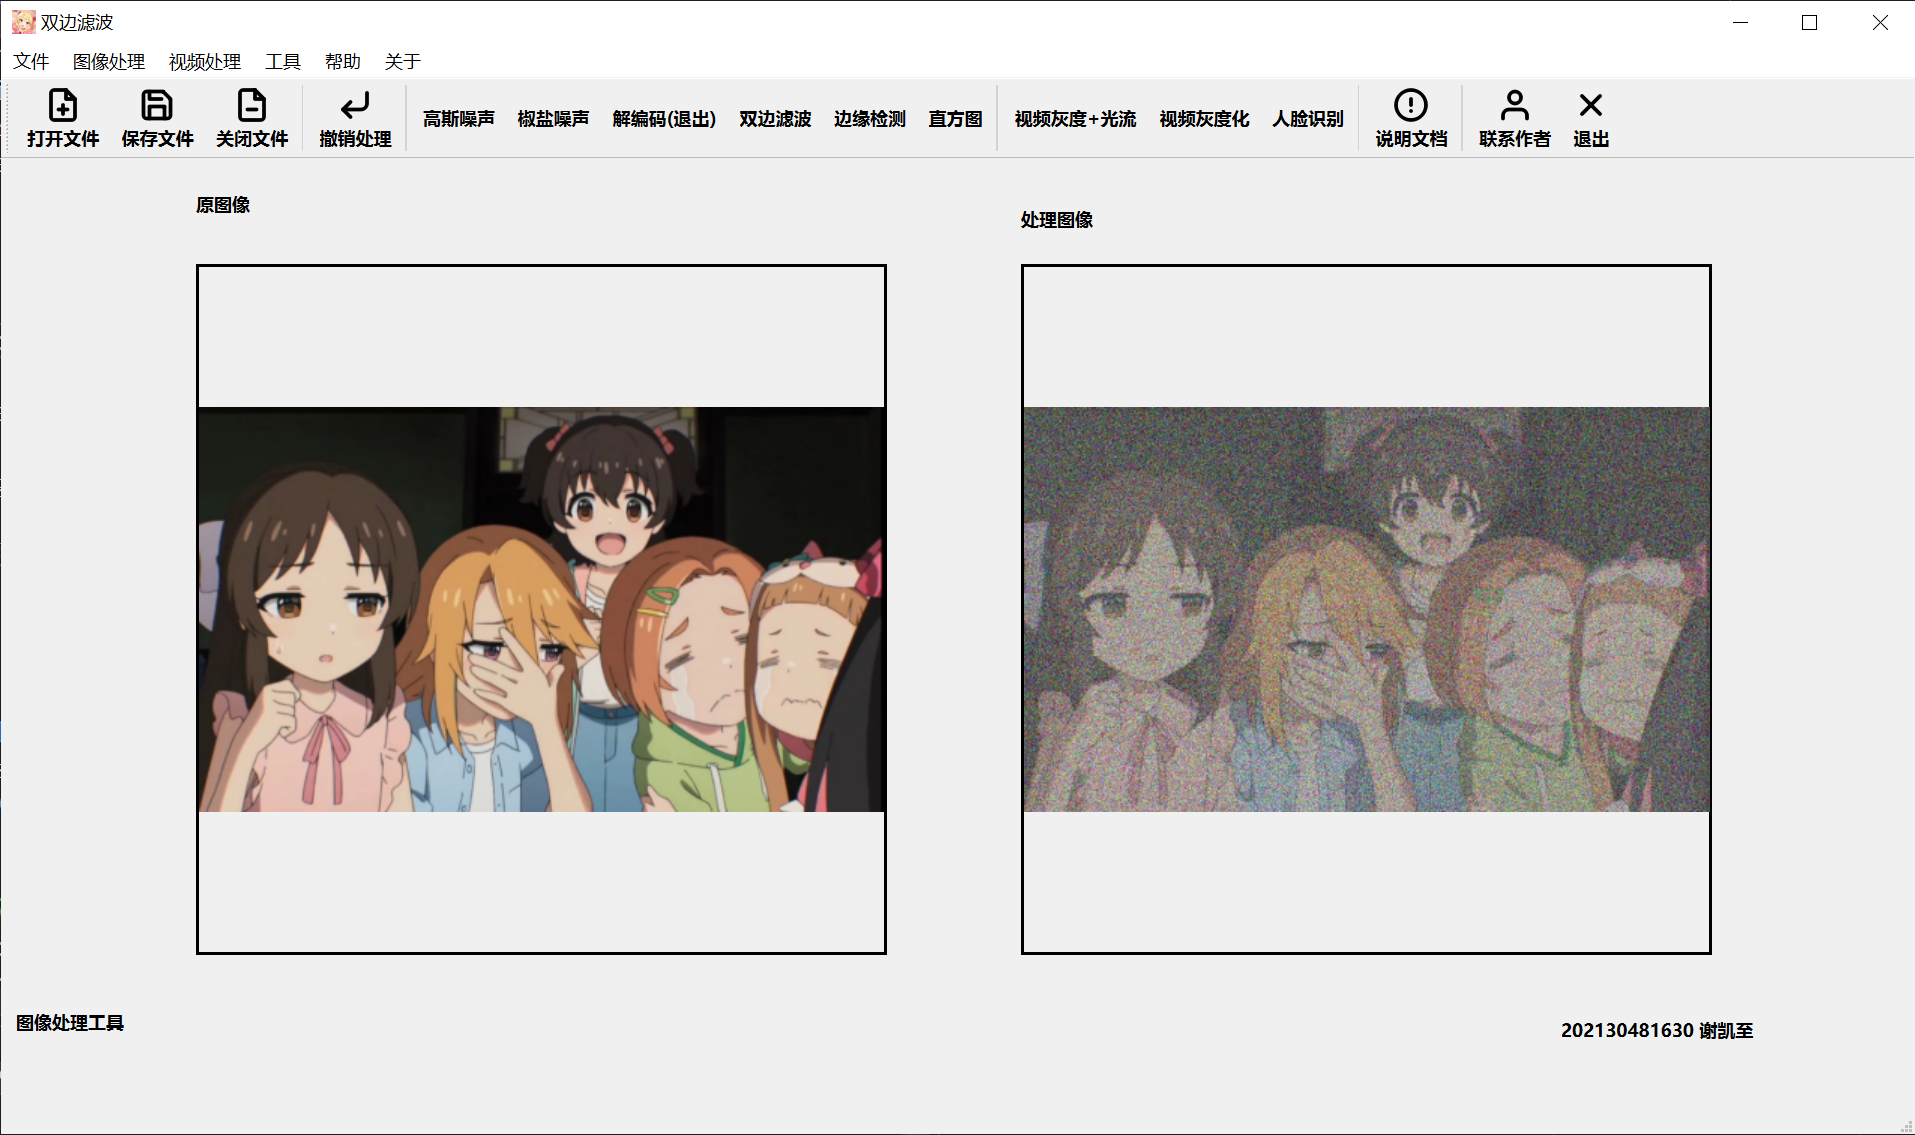 双边滤波
文件 图像处理 视频处理 工具 帮助 关于
打开文件 保存文件 关闭文件 撤销处理 高斯噪声 椒盐噪声 解编码(退出) 双边滤波 边缘检测 直方图 视频灰度+光流 视频灰度化 人脸识别 说明文档 联系作者 退出
原图像
处理图像
图像处理工具
202130481630 谢凯至